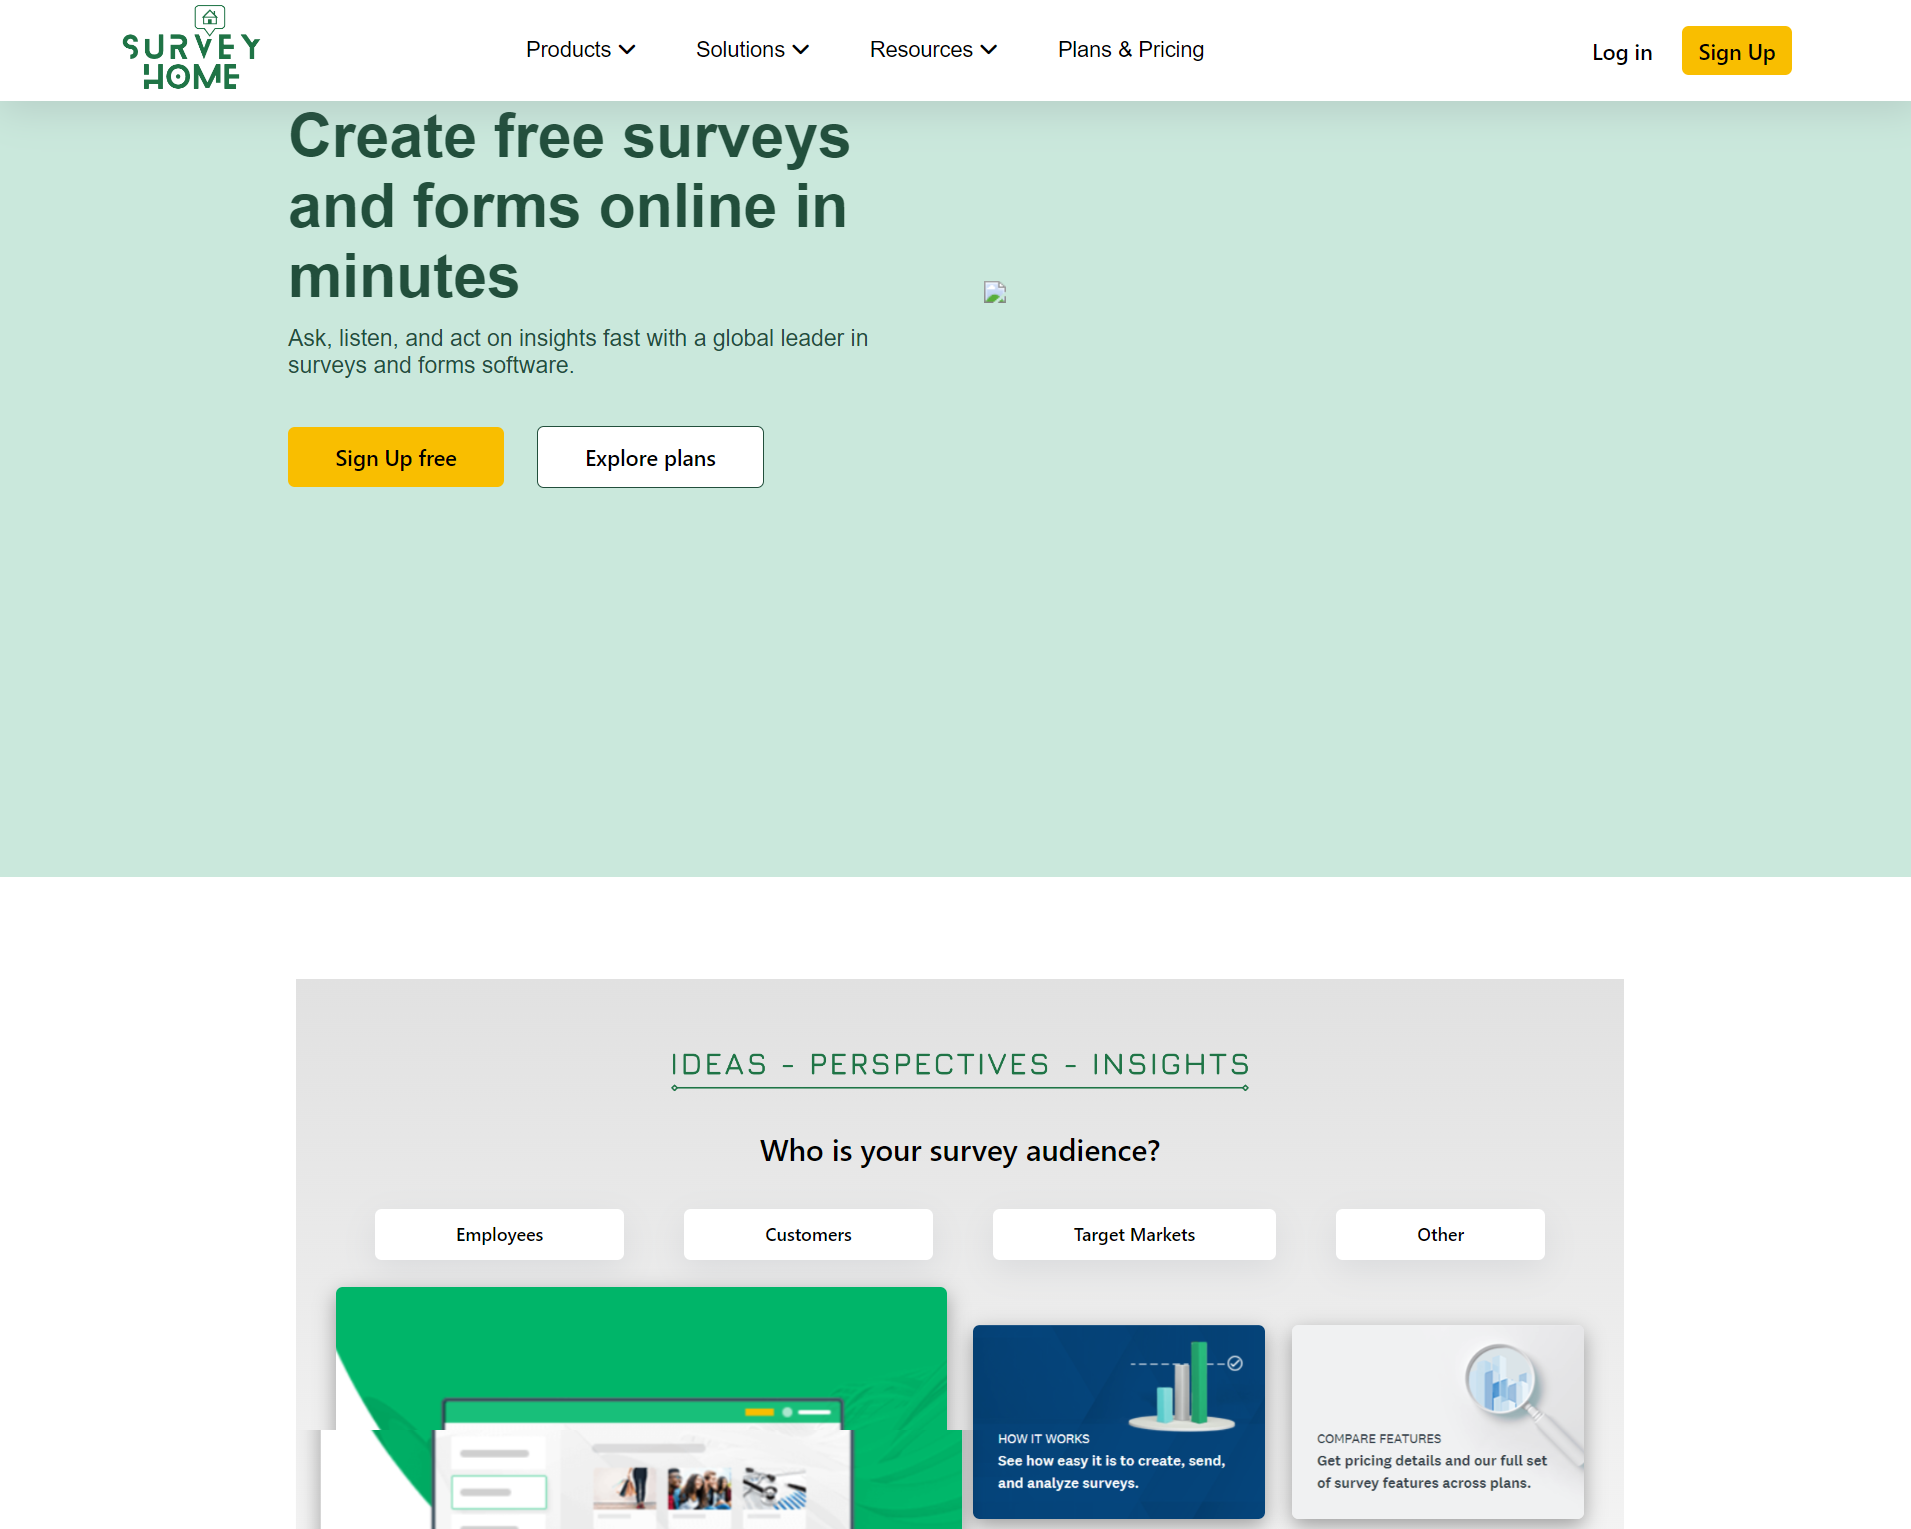 SURVEY
HOME
Products
Solutions
Resources
Plans & Pricing
Log in
Sign Up
Create free surveys
and forms online in
minutes
Ask, listen, and act on insights fast with a global leader in
surveys and forms software.
Sign Up free
Explore plans
IDEAS - PERSPECTIVES - INSIGHTS
Who is your survey audience?
Employees
Customers
Target Markets
Other
HOW IT WORKS
See how easy it is to create, send,
and analyze surveys.
COMPARE FEATURES
Get pricing details and our full set
of survey features across plans.